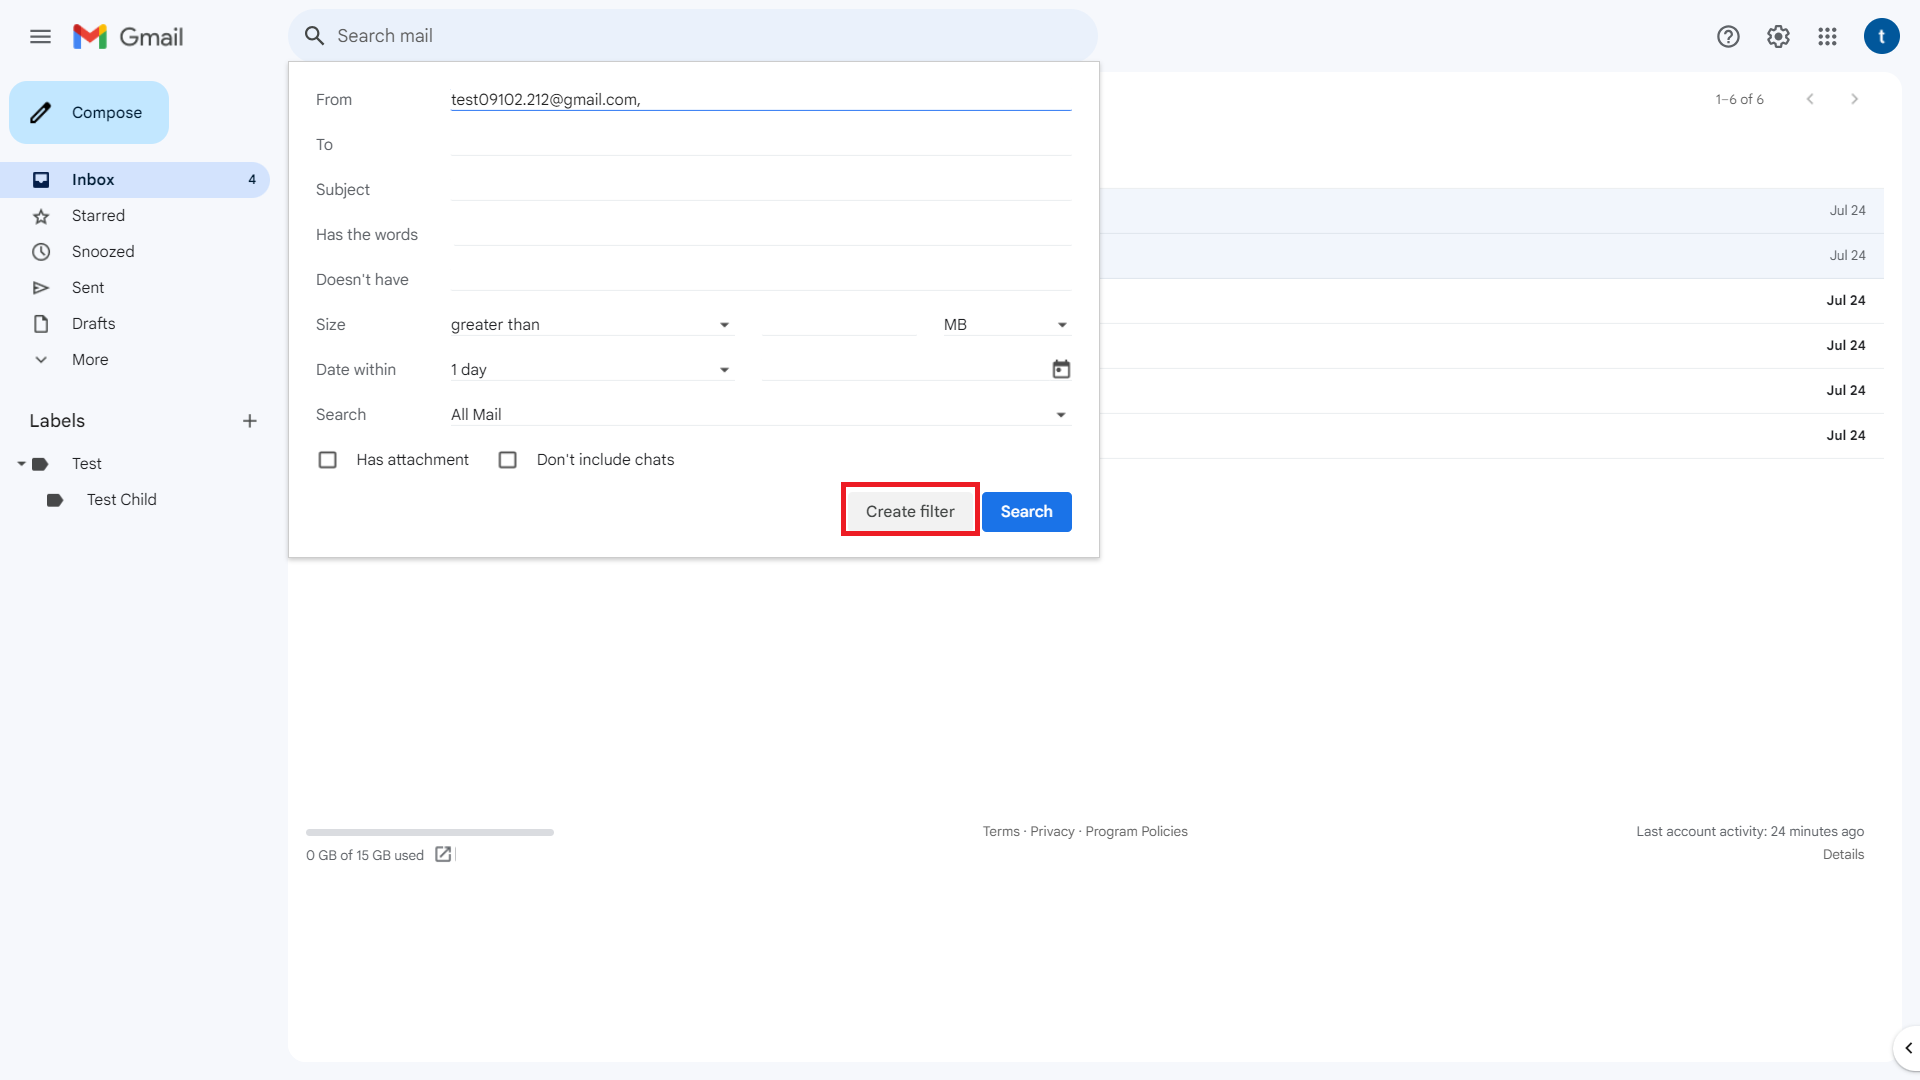 Gmail
Search mail
t
Compose
Inbox 4
Starred
Snoozed
Sent
Drafts
More
Labels
Test
Test Child
From test09102.212@gmail.com,
To
Subject
Has the words
Doesn't have
Size greater than MB
Date within 1 day
Search All Mail
Has attachment Don't include chats
Create filter Search
1–6 of 6
Jul 24
Jul 24
Jul 24
Jul 24
Jul 24
Jul 24
0 GB of 15 GB used
Terms · Privacy · Program Policies
Last account activity: 24 minutes ago
Details